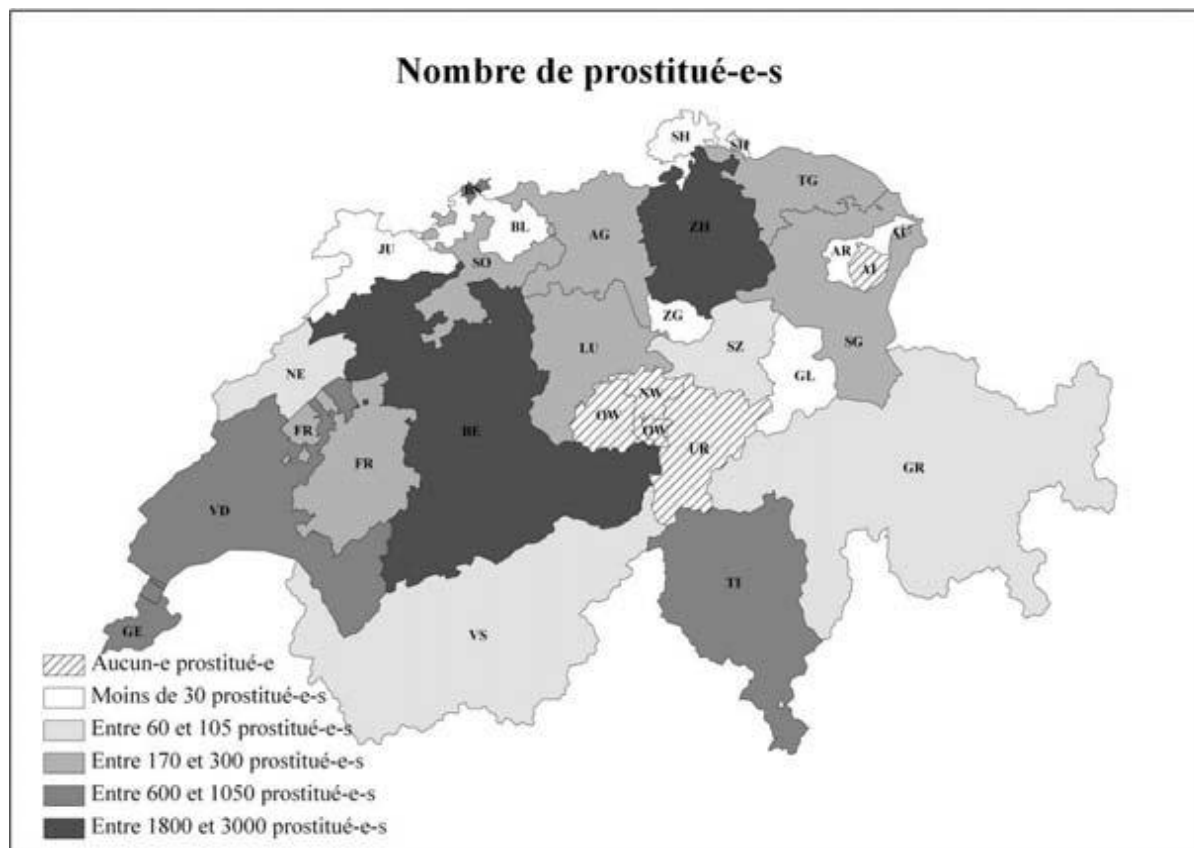 Nombre de prostitué-e-s
SH
SH
TG
BL
AG
ZH
JU
SO
AR
AI
ZG
SZ
LU
SG
GL
NE
NW
OW
OW
UR
FR
BE
FR
GR
VD
TI
GE
VS
Aucun-e prostitué-e
Moins de 30 prostitué-e-s
Entre 60 et 105 prostitué-e-s
Entre 170 et 300 prostitué-e-s
Entre 600 et 1050 prostitué-e-s
Entre 1800 et 3000 prostitué-e-s